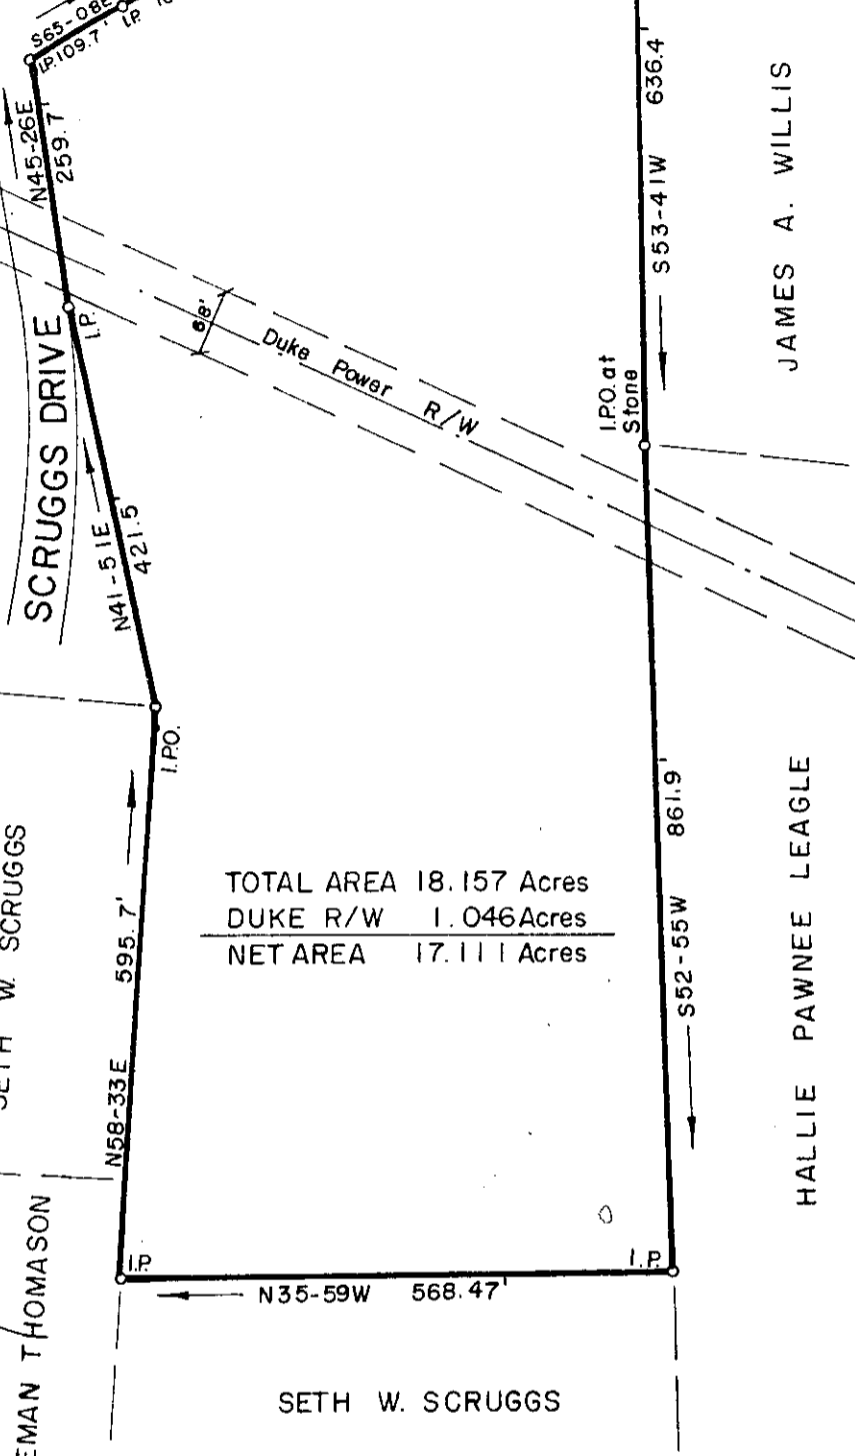 S65-08E
109.7'
I.P.
I.P.
N45-26E
259.7'
636.4'
S53-41W
JAMES A. WILLIS
68'
Duke Power R/W
I.P.
SCRUGGS DRIVE
I.P.O. at
Stone
N41-51E
421.5'
I.P.O.
861.9'
S52-55W
HALLIE PAWNEE LEAGLE
TOTAL AREA 18.157 Acres
DUKE R/W 1.046 Acres
NET AREA 17.111 Acres
595.7'
N58-33E
W. SCRUGGS
THOMASON
I.P.
I.P.
N35-59W 568.47'
SETH W. SCRUGGS